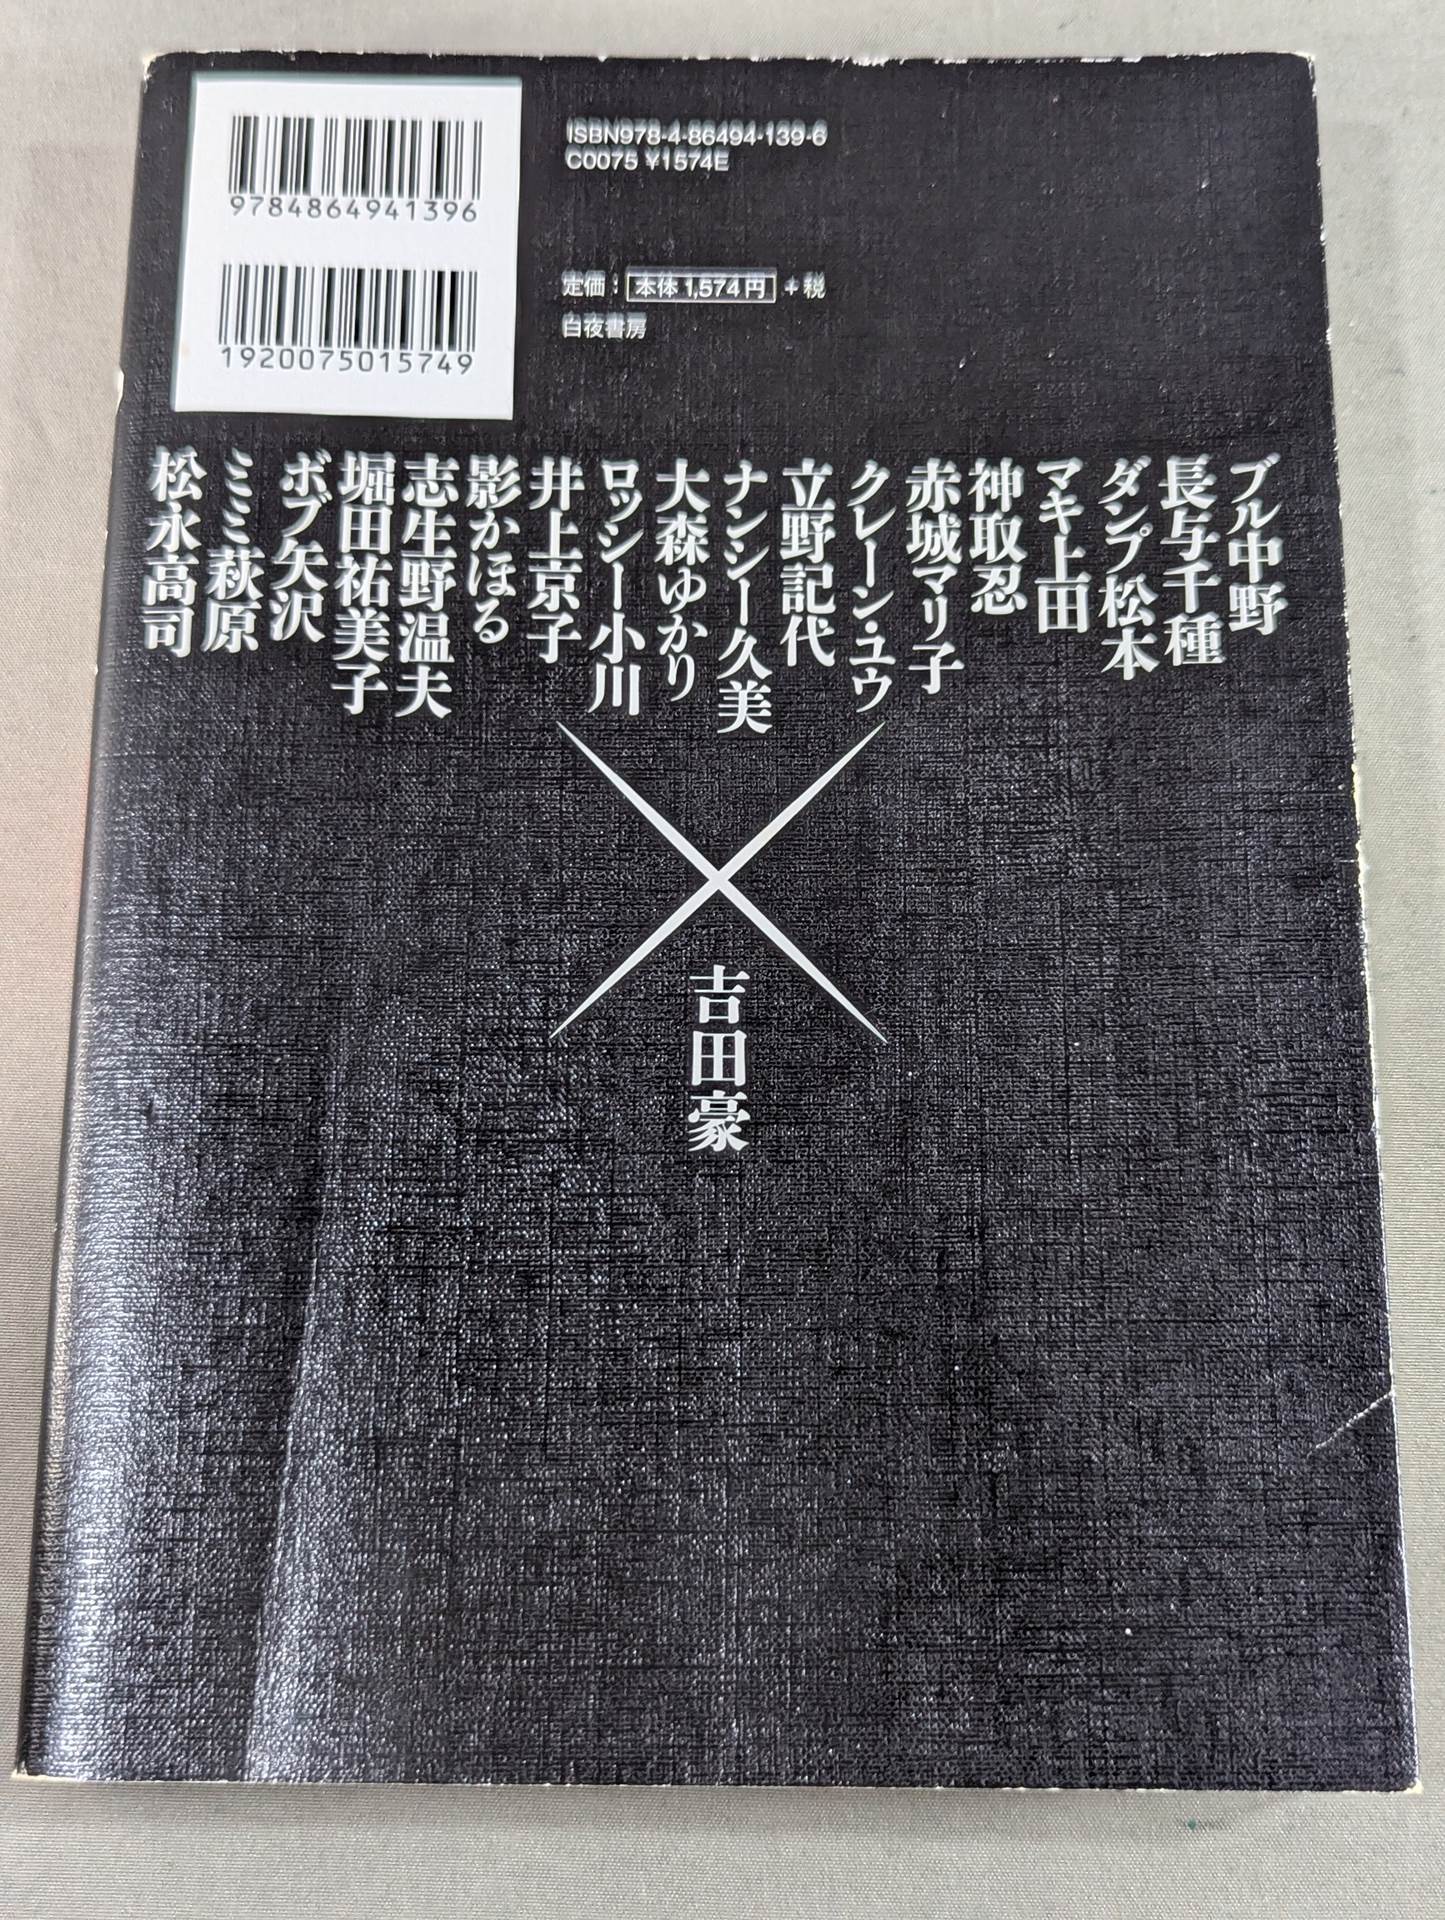 9784864941396
1920075015749
ISBN978-4-86494-139-6
C0075 ¥1574E
定価：本体1,574円＋税
白夜書房
ブル中野
長与千種
ダンプ松本
マキ上田
神取忍
赤城マリ子
クレーン・ユウ
立野記代
ナンシー久美
大森ゆかり
ロッシー小川
井上京子
影かほる
志生野温夫
堀田祐美子
ボブ矢沢
ミミ萩原
松永高司
×
吉田豪